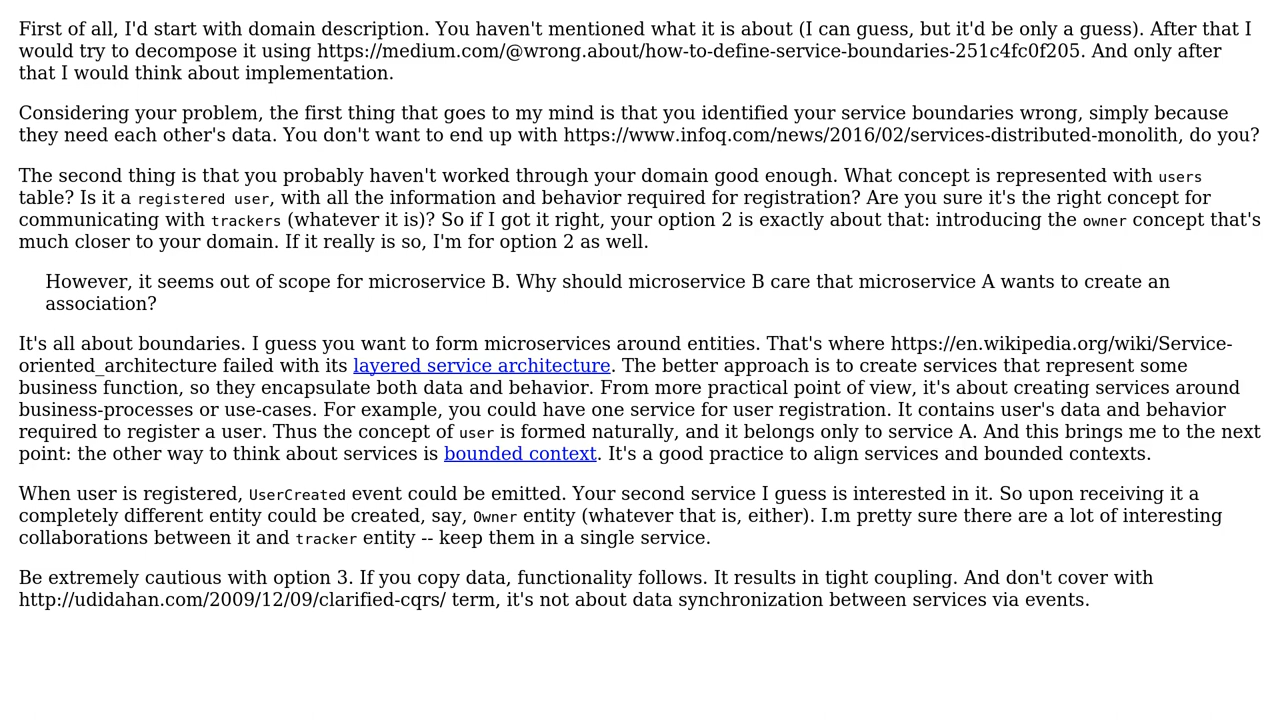 First of all, I'd start with domain description. You haven't mentioned what it is about (I can guess, but it'd be only a guess). After that I
would try to decompose it using https://medium.com/@wrong.about/how-to-define-service-boundaries-251c4fc0f205. And only after
that I would think about implementation.
Considering your problem, the first thing that goes to my mind is that you identified your service boundaries wrong, simply because
they need each other's data. You don't want to end up with https://www.infoq.com/news/2016/02/services-distributed-monolith, do you?
The second thing is that you probably haven't worked through your domain good enough. What concept is represented with users
table? Is it a registered user, with all the information and behavior required for registration? Are you sure it's the right concept for
communicating with trackers (whatever it is)? So if I got it right, your option 2 is exactly about that: introducing the owner concept that's
much closer to your domain. If it really is so, I'm for option 2 as well.
However, it seems out of scope for microservice B. Why should microservice B care that microservice A wants to create an
association?
It's all about boundaries. I guess you want to form microservices around entities. That's where https://en.wikipedia.org/wiki/Service-
oriented_architecture failed with its layered service architecture. The better approach is to create services that represent some
business function, so they encapsulate both data and behavior. From more practical point of view, it's about creating services around
business-processes or use-cases. For example, you could have one service for user registration. It contains user's data and behavior
required to register a user. Thus the concept of user is formed naturally, and it belongs only to service A. And this brings me to the next
point: the other way to think about services is bounded context. It's a good practice to align services and bounded contexts.
When user is registered, UserCreated event could be emitted. Your second service I guess is interested in it. So upon receiving it a
completely different entity could be created, say, Owner entity (whatever that is, either). I.m pretty sure there are a lot of interesting
collaborations between it and tracker entity -- keep them in a single service.
Be extremely cautious with option 3. If you copy data, functionality follows. It results in tight coupling. And don't cover with
http://udidahan.com/2009/12/09/clarified-cqrs/ term, it's not about data synchronization between services via events.